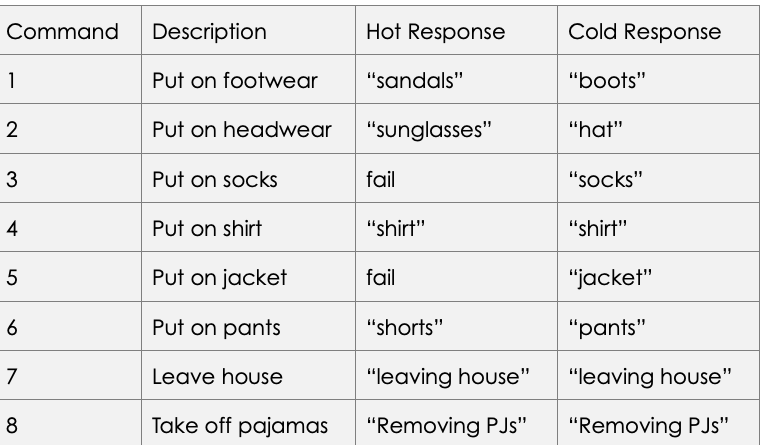 Command Description Hot Response Cold Response
1 Put on footwear “sandals” “boots”
2 Put on headwear “sunglasses” “hat”
3 Put on socks fail “socks”
4 Put on shirt “shirt” “shirt”
5 Put on jacket fail “jacket”
6 Put on pants “shorts” “pants”
7 Leave house “leaving house” “leaving house”
8 Take off pajamas “Removing PJs” “Removing PJs”